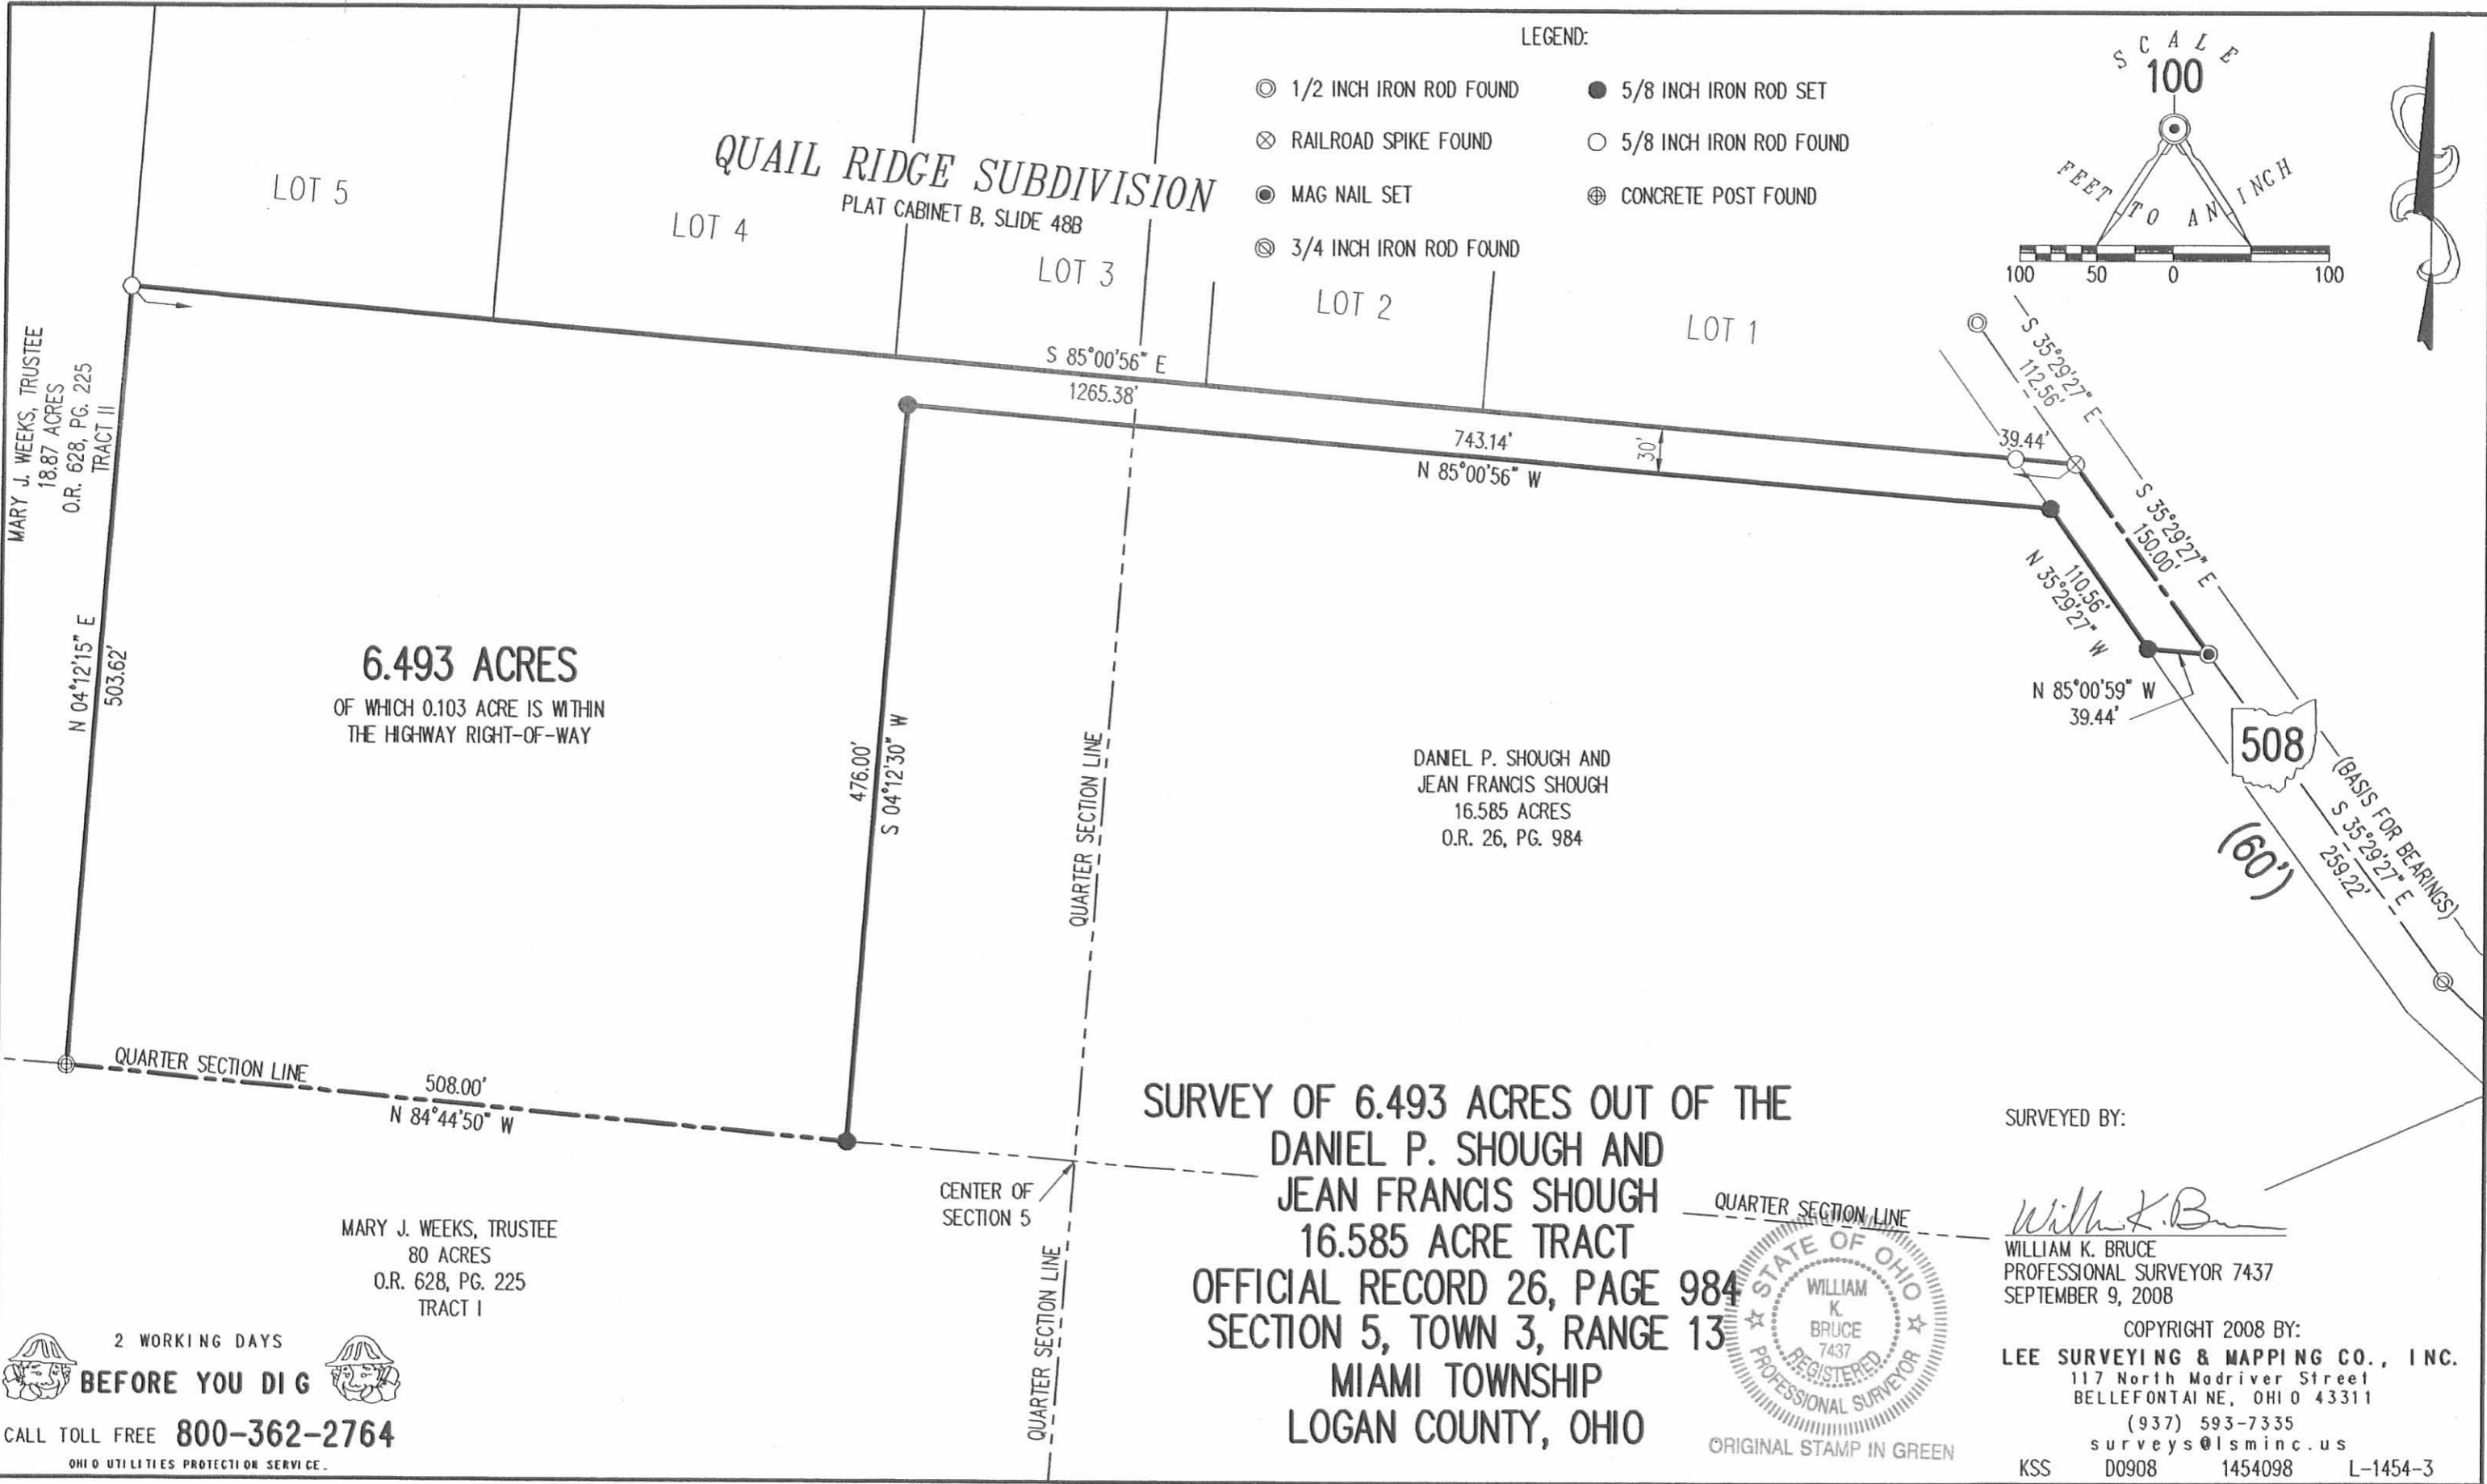 LEGEND:
1/2 INCH IRON ROD FOUND
RAILROAD SPIKE FOUND
MAG NAIL SET
3/4 INCH IRON ROD FOUND
5/8 INCH IRON ROD SET
5/8 INCH IRON ROD FOUND
CONCRETE POST FOUND
SCALE
100
FEET TO AN INCH
100 50 0 100
QUAIL RIDGE SUBDIVISION
PLAT CABINET B, SLIDE 48B
LOT 5
LOT 4
LOT 3
LOT 2
LOT 1
S 85°00'56" E
1265.38'
743.14'
N 85°00'56" W
30'
39.44'
S 35°29'27" E
112.56'
S 35°29'27" E
150.00'
110.56'
N 35°29'27" W
N 85°00'59" W
39.44'
508
(60')
(BASIS FOR BEARINGS)
S 35°29'27" E
259.22'
MARY J. WEEKS, TRUSTEE
18.87 ACRES
O.R. 628, PG. 225
TRACT II
N 04°12'15" E
503.62'
6.493 ACRES
OF WHICH 0.103 ACRE IS WITHIN
THE HIGHWAY RIGHT-OF-WAY
476.00'
S 04°12'30" W
QUARTER SECTION LINE
DANIEL P. SHOUGH AND
JEAN FRANCIS SHOUGH
16.585 ACRES
O.R. 26, PG. 984
QUARTER SECTION LINE
508.00'
N 84°44'50" W
CENTER OF
SECTION 5
QUARTER SECTION LINE
QUARTER SECTION LINE
MARY J. WEEKS, TRUSTEE
80 ACRES
O.R. 628, PG. 225
TRACT I
2 WORKING DAYS
BEFORE YOU DIG
CALL TOLL FREE 800-362-2764
OHIO UTILITIES PROTECTION SERVICE.
SURVEY OF 6.493 ACRES OUT OF THE
DANIEL P. SHOUGH AND
JEAN FRANCIS SHOUGH
16.585 ACRE TRACT
OFFICIAL RECORD 26, PAGE 984
SECTION 5, TOWN 3, RANGE 13
MIAMI TOWNSHIP
LOGAN COUNTY, OHIO
STATE OF OHIO
WILLIAM
K.
BRUCE
7437
REGISTERED
PROFESSIONAL SURVEYOR
ORIGINAL STAMP IN GREEN
SURVEYED BY:
William K. Bruce
WILLIAM K. BRUCE
PROFESSIONAL SURVEYOR 7437
SEPTEMBER 9, 2008
COPYRIGHT 2008 BY:
LEE SURVEYING & MAPPING CO., INC.
117 North Madriver Street
BELLEFONTAINE, OHIO 43311
(937) 593-7335
surveys@lsminc.us
KSS D0908 1454098 L-1454-3